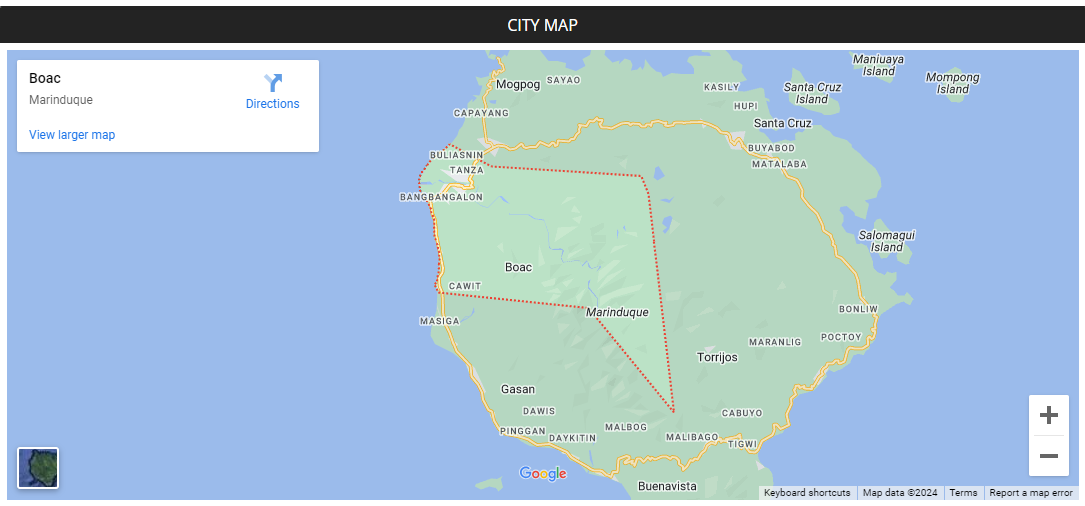 CITY MAP
Boac
Marinduque
Directions
View larger map
Maniuaya
Island
Mompong
Island
Mogpog
SAYAO
KASILY
Santa Cruz
Island
CAPAYANG
HUPI
Santa Cruz
BULIASNIN
BUYABOD
MATALABA
TANZA
BANGBANGALON
Salomagui
Island
Boac
CAWIT
Marinduque
BONLIW
MASIGA
MARANLIG
POCTOY
Torrijos
Gasan
DAWIS
CABUYO
PINGGAN
DAYKITIN
MALBOG
MALIBAGO
TIGWI
Google
Buenavista
Keyboard shortcuts
Map data ©2024
Terms
Report a map error